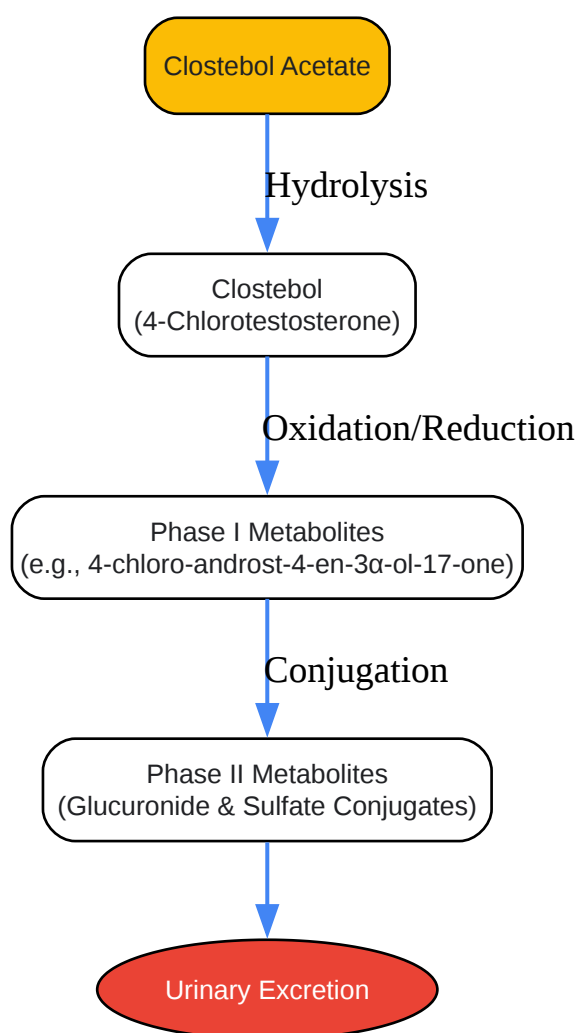 Clostebol Acetate
Hydrolysis
Clostebol
(4-Chlorotestosterone)
Oxidation/Reduction
Phase I Metabolites
(e.g., 4-chloro-androst-4-en-3α-ol-17-one)
Conjugation
Phase II Metabolites
(Glucuronide & Sulfate Conjugates)
Urinary Excretion